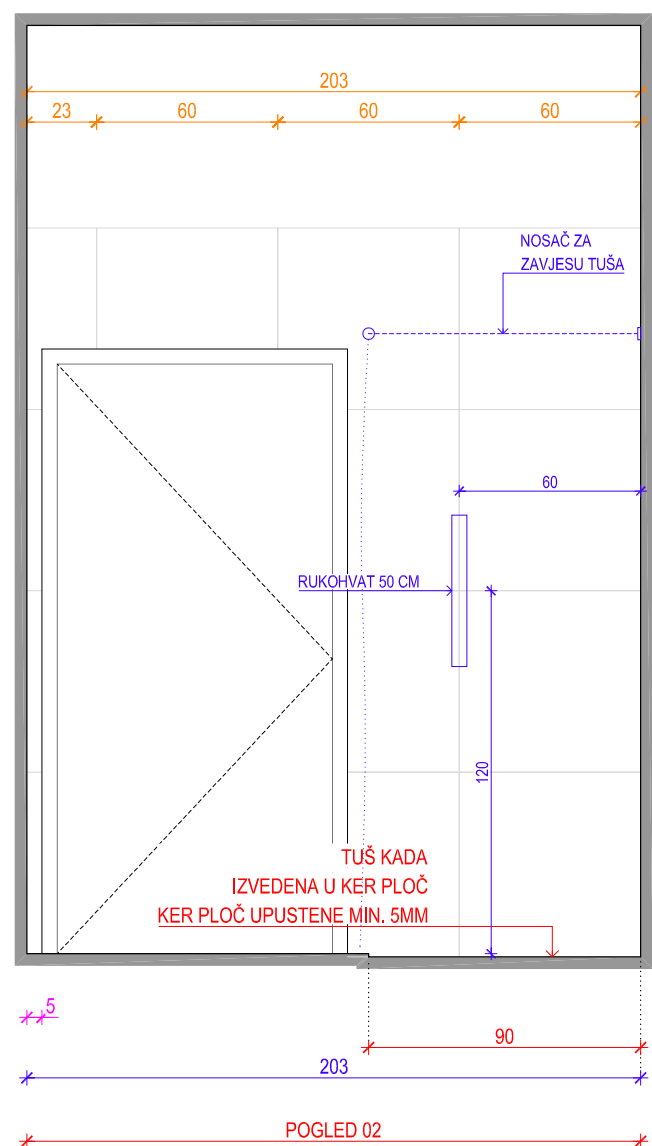 203
23
60
60
60
NOSAČ ZA
ZAVJESU TUŠA
60
RUKOHVAT 50 CM
120
TUŠ KADA
IZVEDENA U KER PLOČ
KER PLOČ UPUSTENE MIN. 5MM
5
90
203
POGLED 02